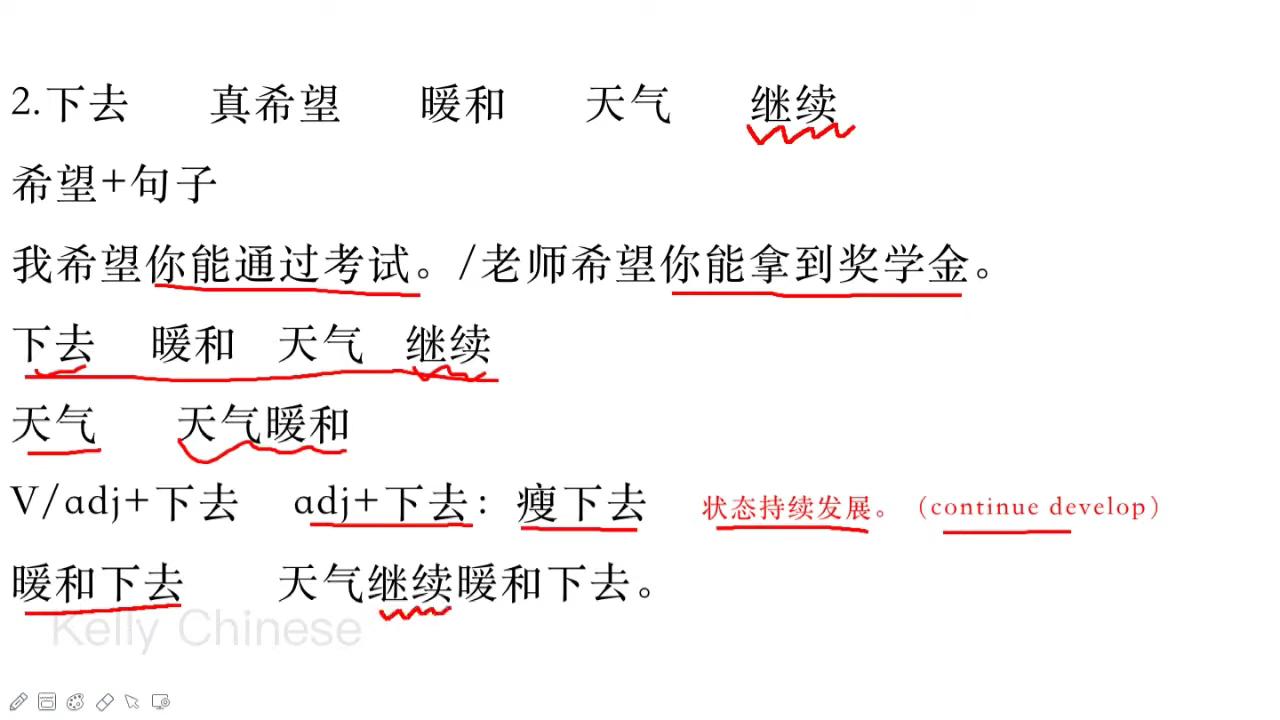 2.下去 真希望 暖和 天气 继续
希望+句子
我希望你能通过考试。/老师希望你能拿到奖学金。
下去 暖和 天气 继续
天气 天气暖和
V/adj+下去 adj+下去：瘦下去 状态持续发展。（continue develop）
暖和下去 天气继续暖和下去。
Kelly Chinese